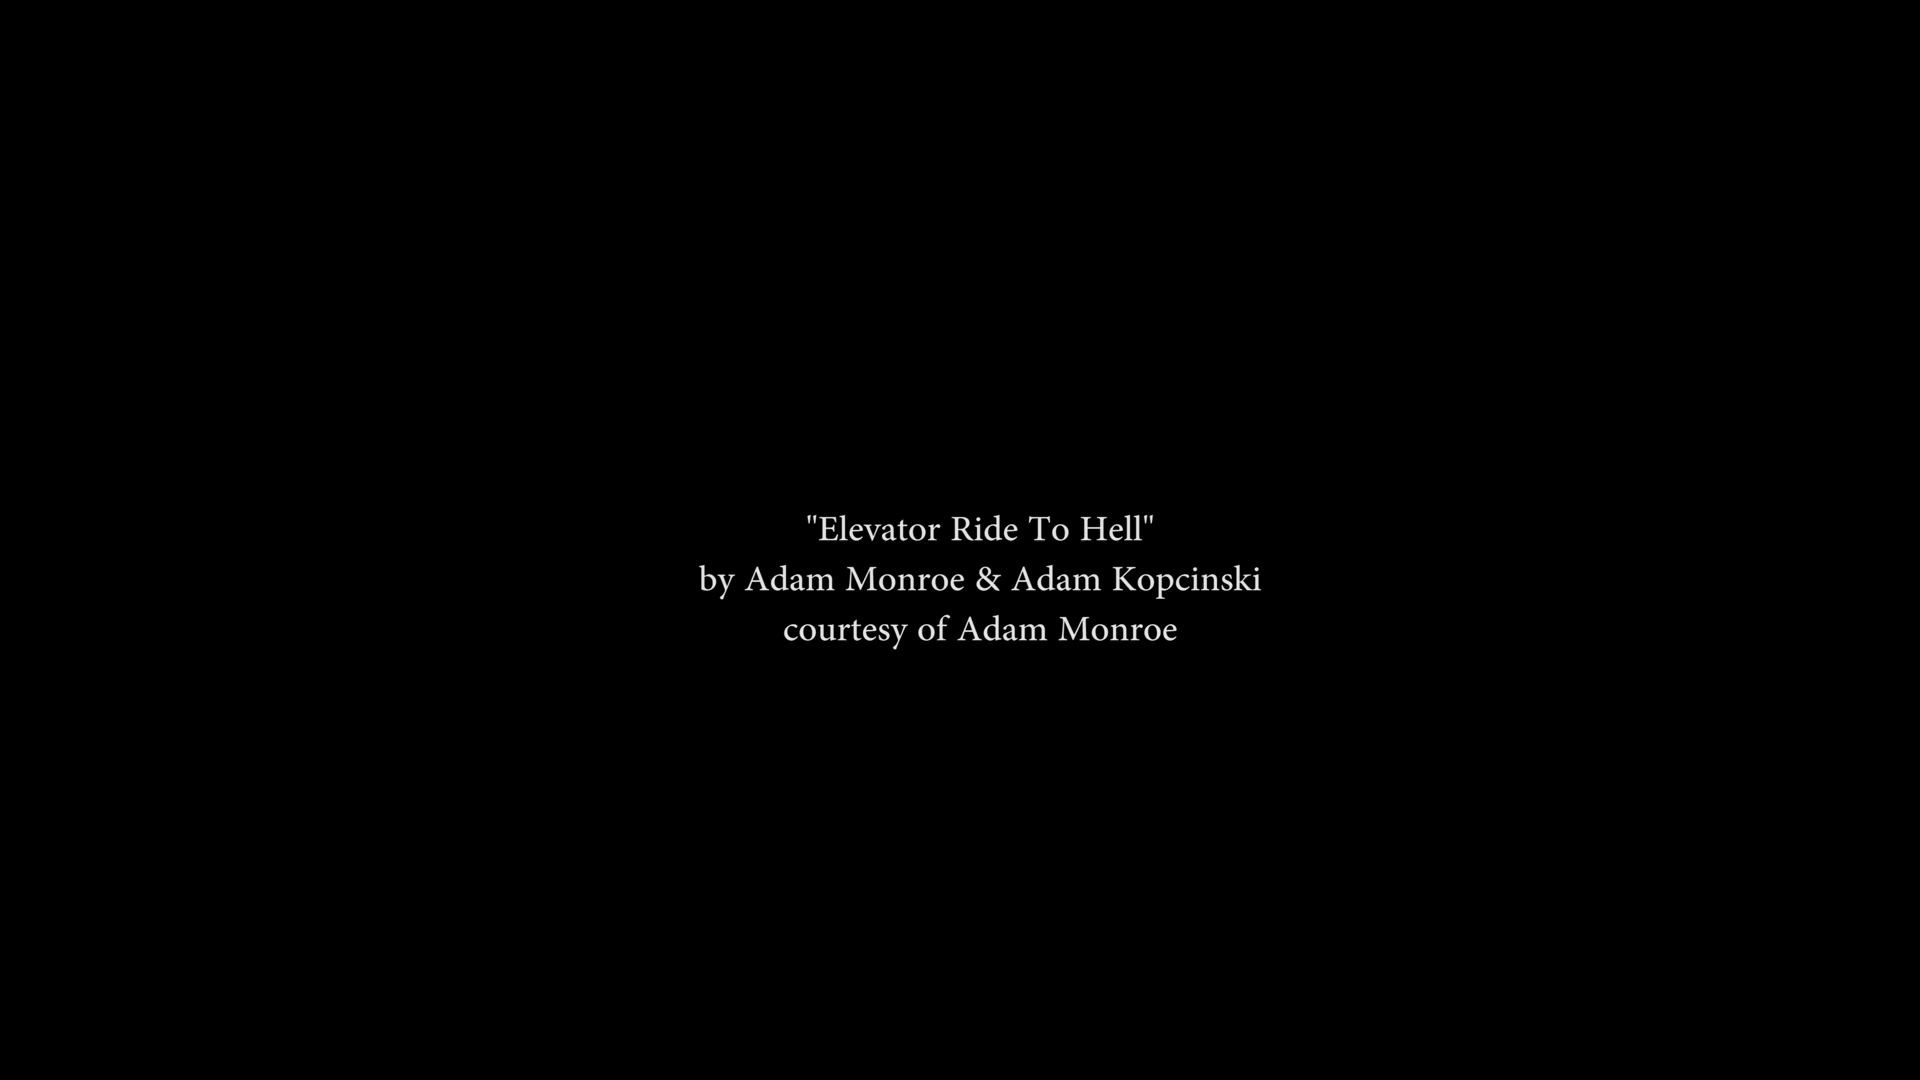 "Elevator Ride To Hell"
by Adam Monroe & Adam Kopcinski
courtesy of Adam Monroe